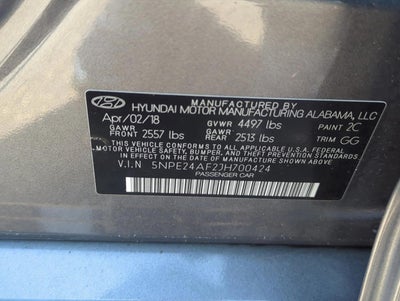 MANUFACTURED BY
HYUNDAI MOTOR MANUFACTURING ALABAMA, LLC
Apr/02/18 GVWR 4497 lbs PAINT 2C
GAWR FRONT 2557 lbs GAWR REAR 2513 lbs TRIM GG
THIS VEHICLE CONFORMS TO ALL APPLICABLE U.S. FEDERAL
MOTOR VEHICLE SAFETY, BUMPER, AND THEFT PREVENTION STANDARDS
IN EFFECT ON THE DATE OF MANUFACTURE SHOWN ABOVE.
V.I.N 5NPE24AF2JH700424
PASSENGER CAR